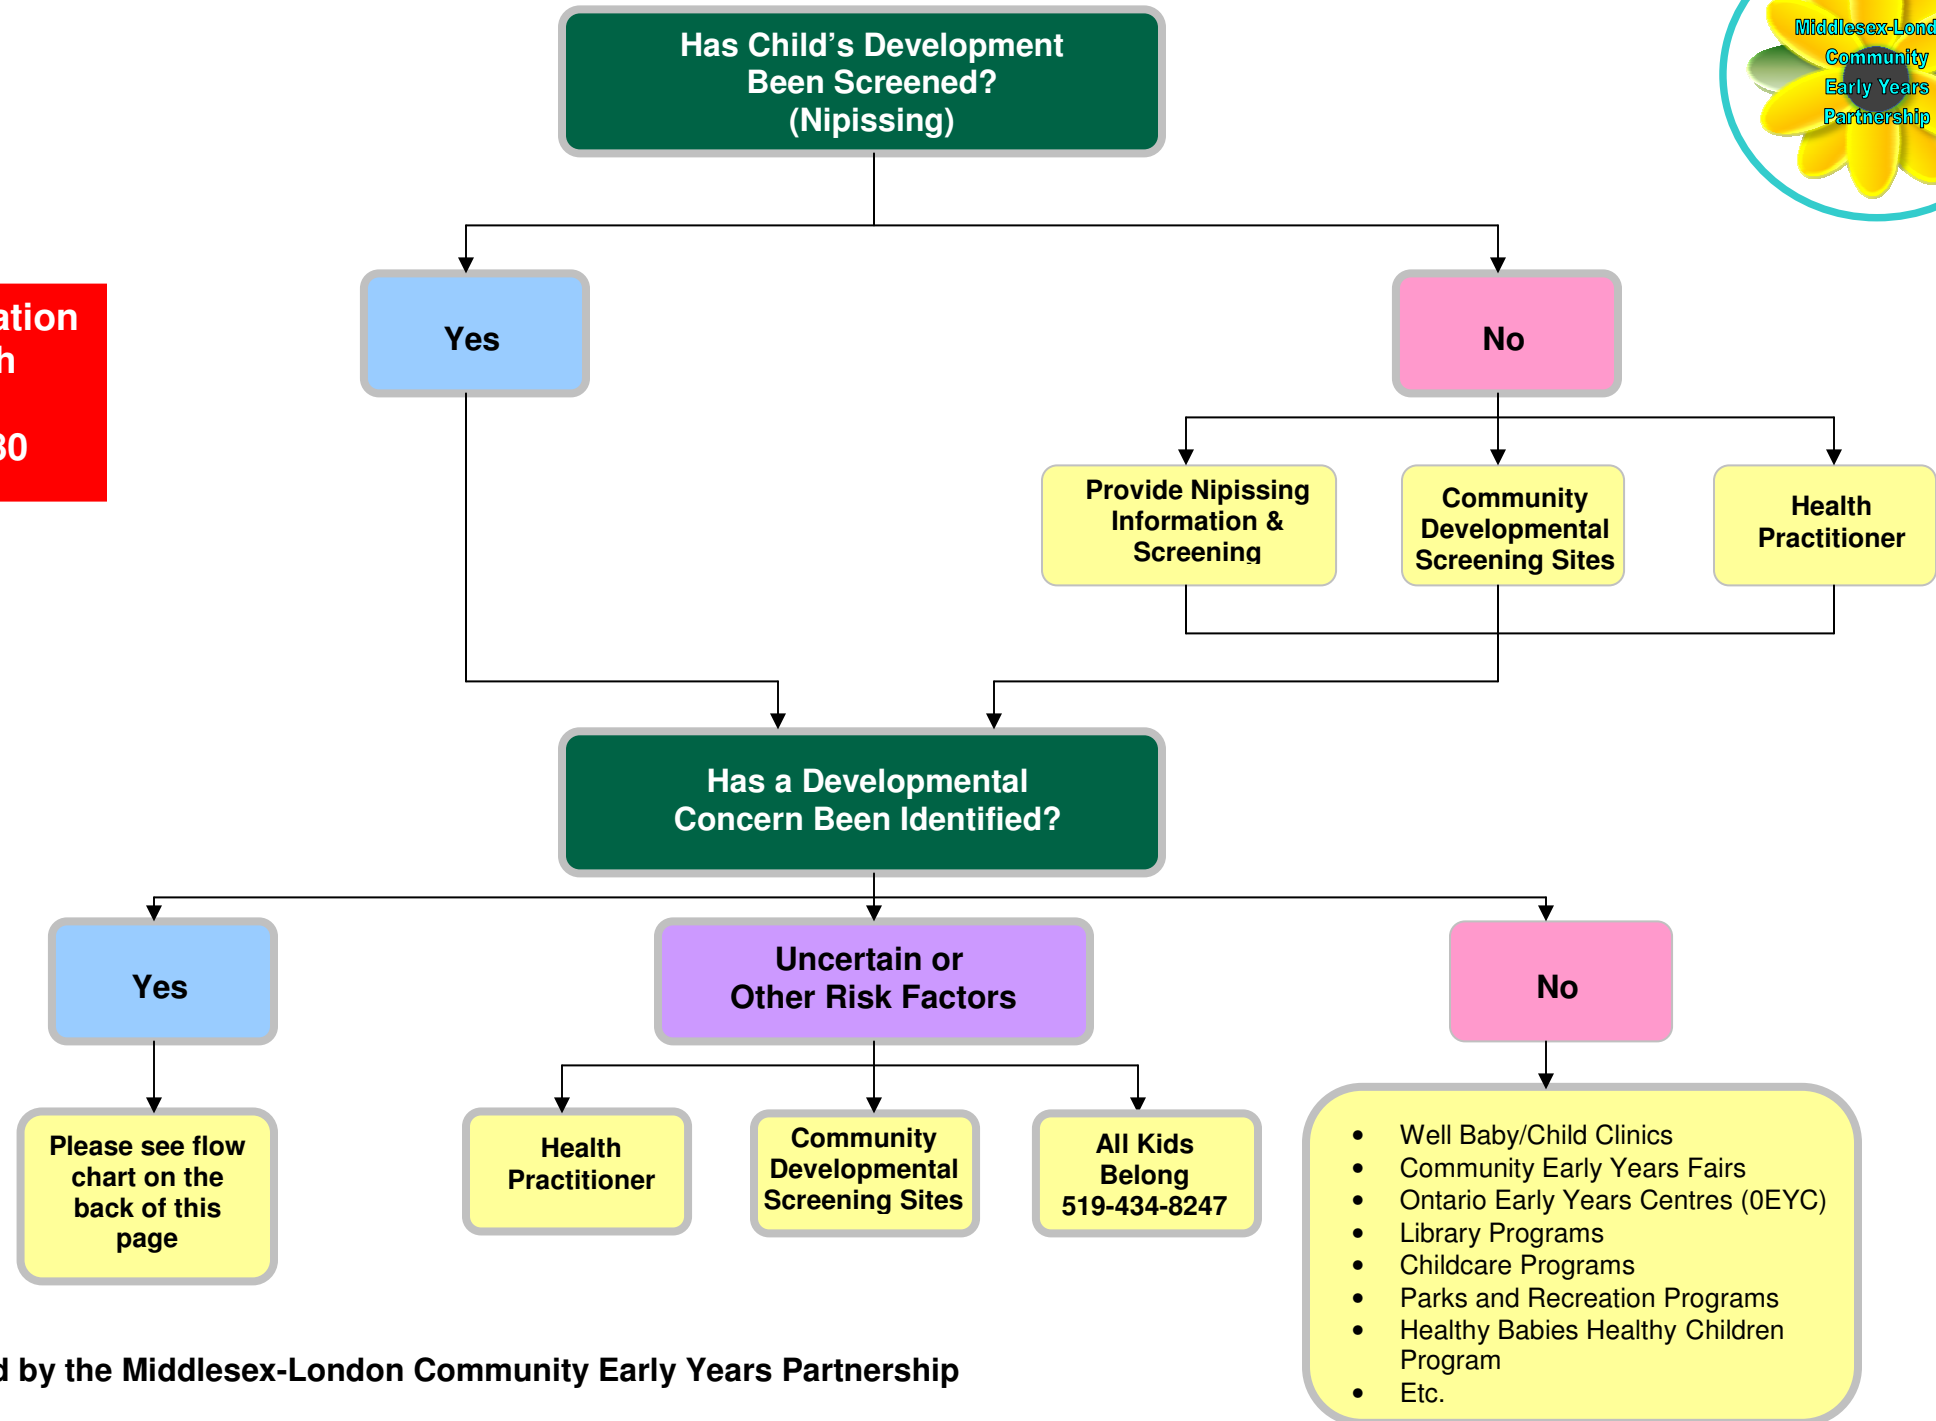 Has Child's Development
Been Screened?
(Nipissing)
Community
Early Years
Partnership
Yes
No
Provide Nipissing
Information &
Screening
Community
Developmental
Screening Sites
Health
Practitioner
Has a Developmental
Concern Been Identified?
Yes
Uncertain or
Other Risk Factors
No
Please see flow
chart on the
back of this
page
Health
Practitioner
Community
Developmental
Screening Sites
All Kids
Belong
519-434-8247
• Well Baby/Child Clinics
• Community Early Years Fairs
• Ontario Early Years Centres (0EYC)
• Library Programs
• Childcare Programs
• Parks and Recreation Programs
• Healthy Babies Healthy Children
Program
• Etc.
by the Middlesex-London Community Early Years Partnership